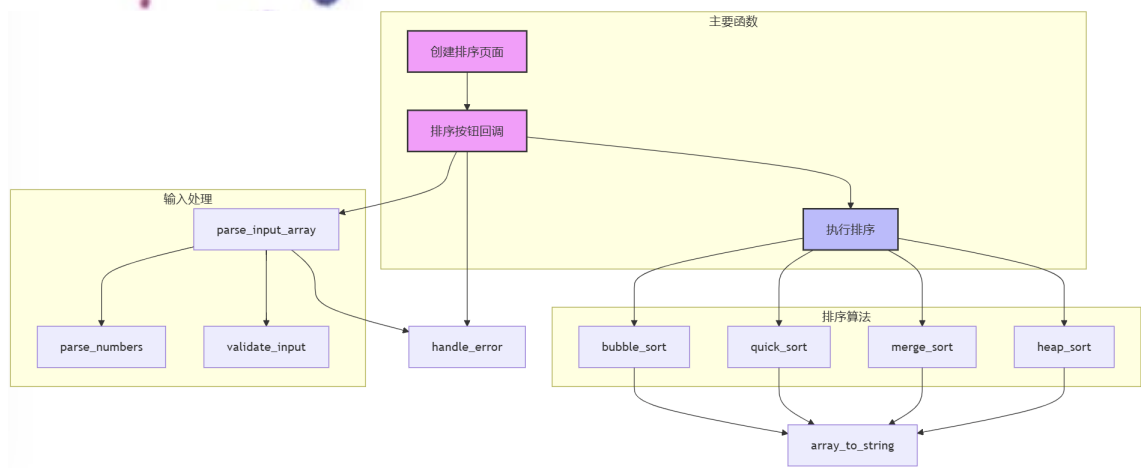 主要函数
创建排序页面
排序按钮回调
输入处理
parse_input_array
执行排序
排序算法
parse_numbers
validate_input
handle_error
bubble_sort
quick_sort
merge_sort
heap_sort
array_to_string